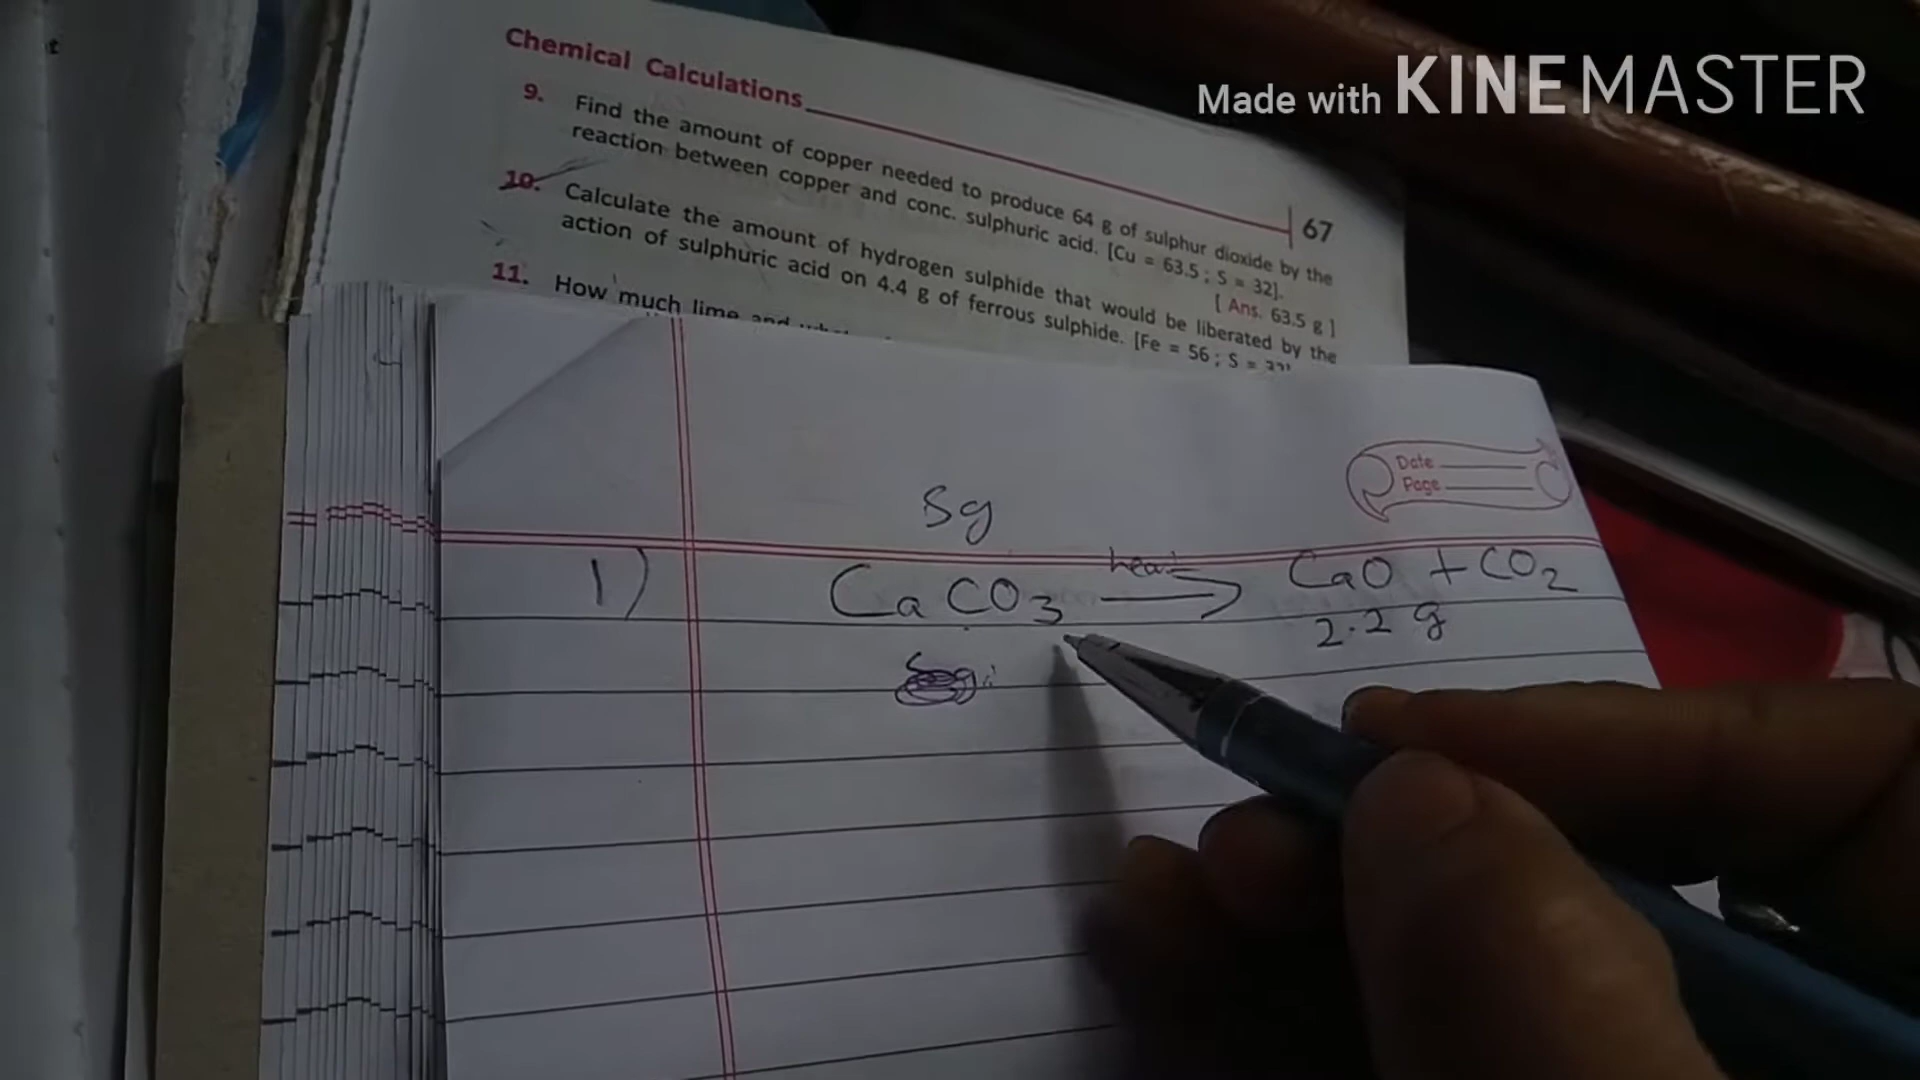 Made with KINEMASTER
Chemical Calculations
67
9. Find the amount of copper needed to produce 64 g of sulphur dioxide by the
reaction between copper and conc. sulphuric acid. [Cu = 63.5 ; S = 32].
[ Ans. 63.5 g ]
10. Calculate the amount of hydrogen sulphide that would be liberated by the
action of sulphuric acid on 4.4 g of ferrous sulphide. [Fe = 56 ; S = 32]
11. How much lime and
Date
Page
5g
1) CaCO3 heat → CaO + CO2
2.2 g